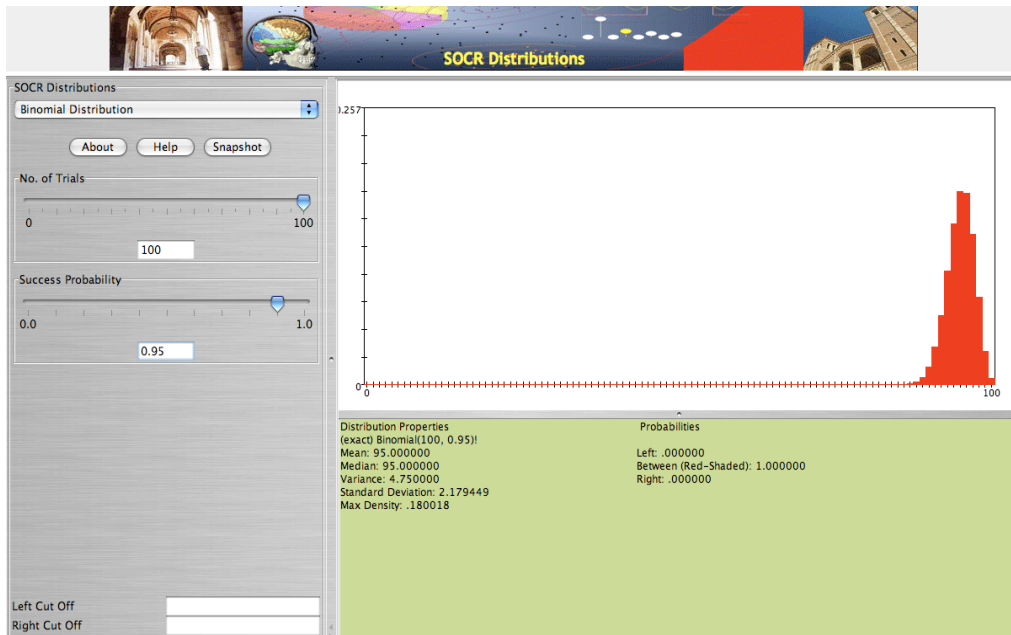 SOCR Distributions
SOCR Distributions
Binomial Distribution
About Help Snapshot
No. of Trials
0 100
100
Success Probability
0.0 1.0
0.95
0.257
0
0 100
Distribution Properties
(exact) Binomial(100, 0.95)!
Mean: 95.000000
Median: 95.000000
Variance: 4.750000
Standard Deviation: 2.179449
Max Density: .180018
Probabilities
Left: .000000
Between (Red-Shaded): 1.000000
Right: .000000
Left Cut Off
Right Cut Off